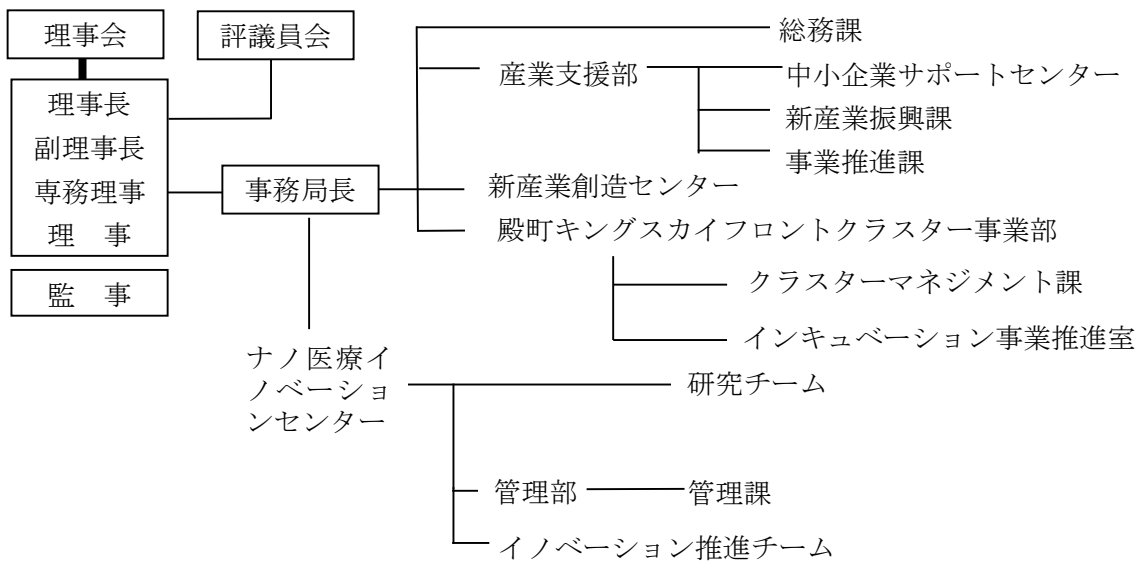 理事会
評議員会
理事長
副理事長
専務理事
理　事
監　事
事務局長
総務課
産業支援部
中小企業サポートセンター
新産業振興課
事業推進課
新産業創造センター
殿町キングスカイフロントクラスター事業部
クラスターマネジメント課
インキュベーション事業推進室
ナノ医療イ
ノベーショ
ンセンター
研究チーム
管理部
管理課
イノベーション推進チーム